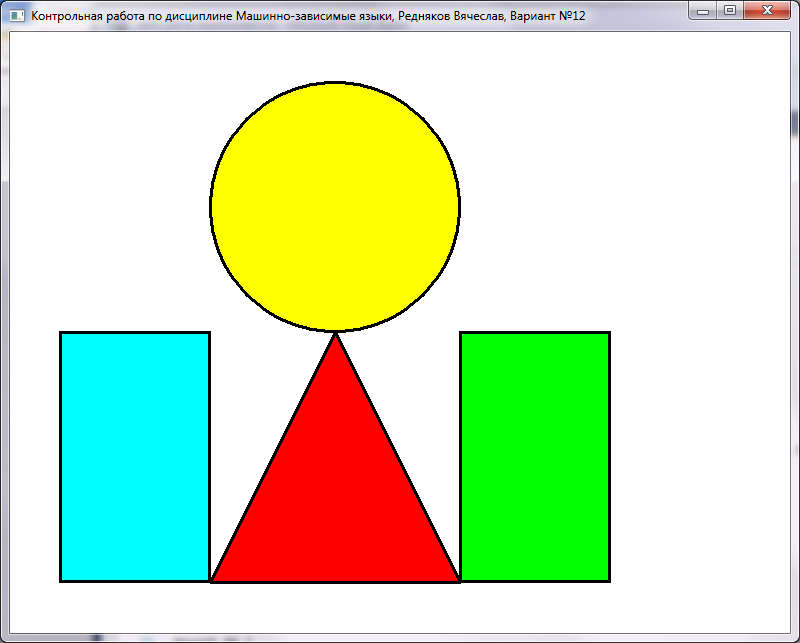 Контрольная работа по дисциплине Машинно-зависимые языки, Редняков Вячеслав, Вариант №12